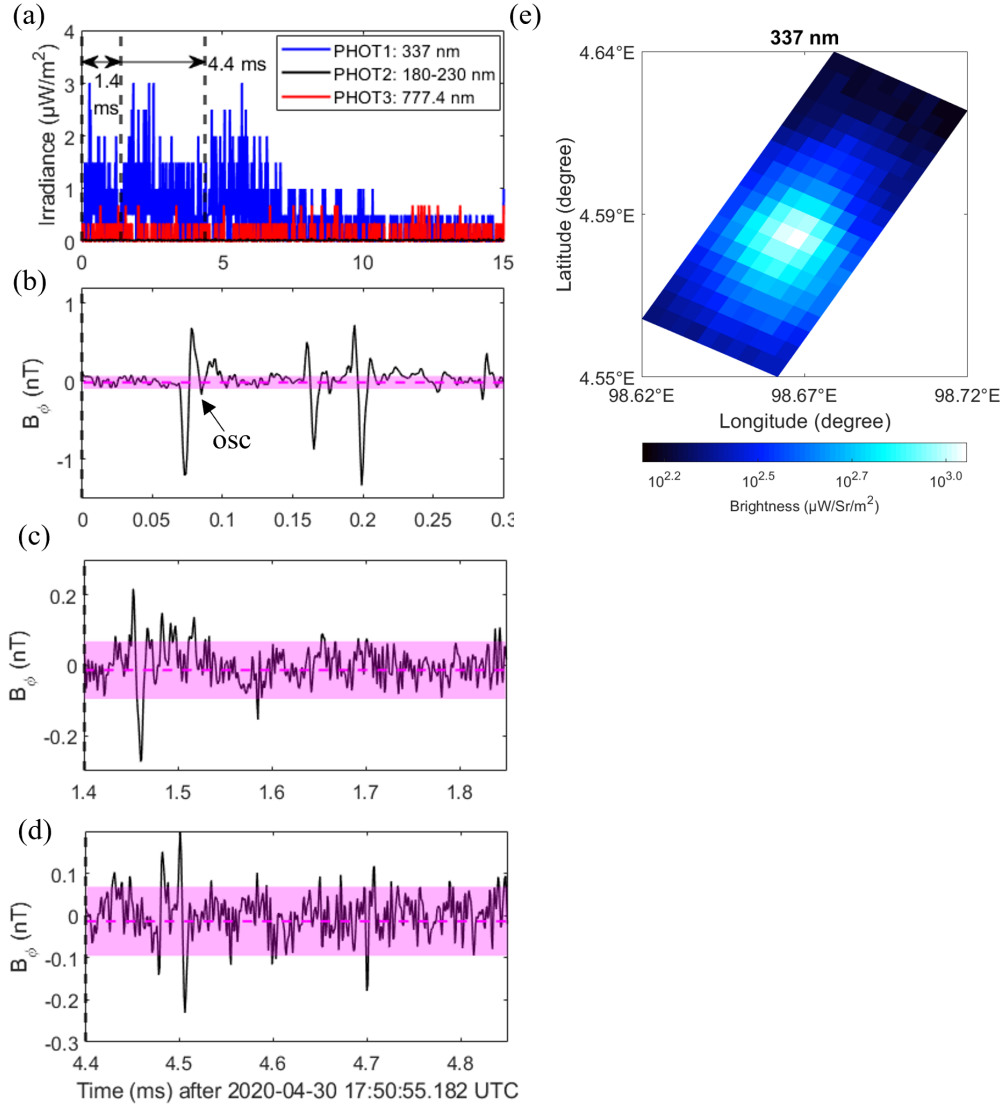 (a)
4
3
2
1
0
Irradiance (µW/m²)
1.4
ms
4.4 ms
PHOT1: 337 nm
PHOT2: 180-230 nm
PHOT3: 777.4 nm
0 5 10 15
(b)
1
0
-1
Bϕ (nT)
osc
0 0.05 0.1 0.15 0.2 0.25 0.3
(c)
0.2
0
-0.2
Bϕ (nT)
1.4 1.5 1.6 1.7 1.8
(d)
0.1
0
-0.1
-0.2
-0.3
Bϕ (nT)
4.4 4.5 4.6 4.7 4.8
Time (ms) after 2020-04-30 17:50:55.182 UTC
(e)
337 nm
4.64°E
4.59°E
4.55°E
Latitude (degree)
98.62°E 98.67°E 98.72°E
Longitude (degree)
10^2.2 10^2.5 10^2.7 10^3.0
Brightness (µW/Sr/m²)